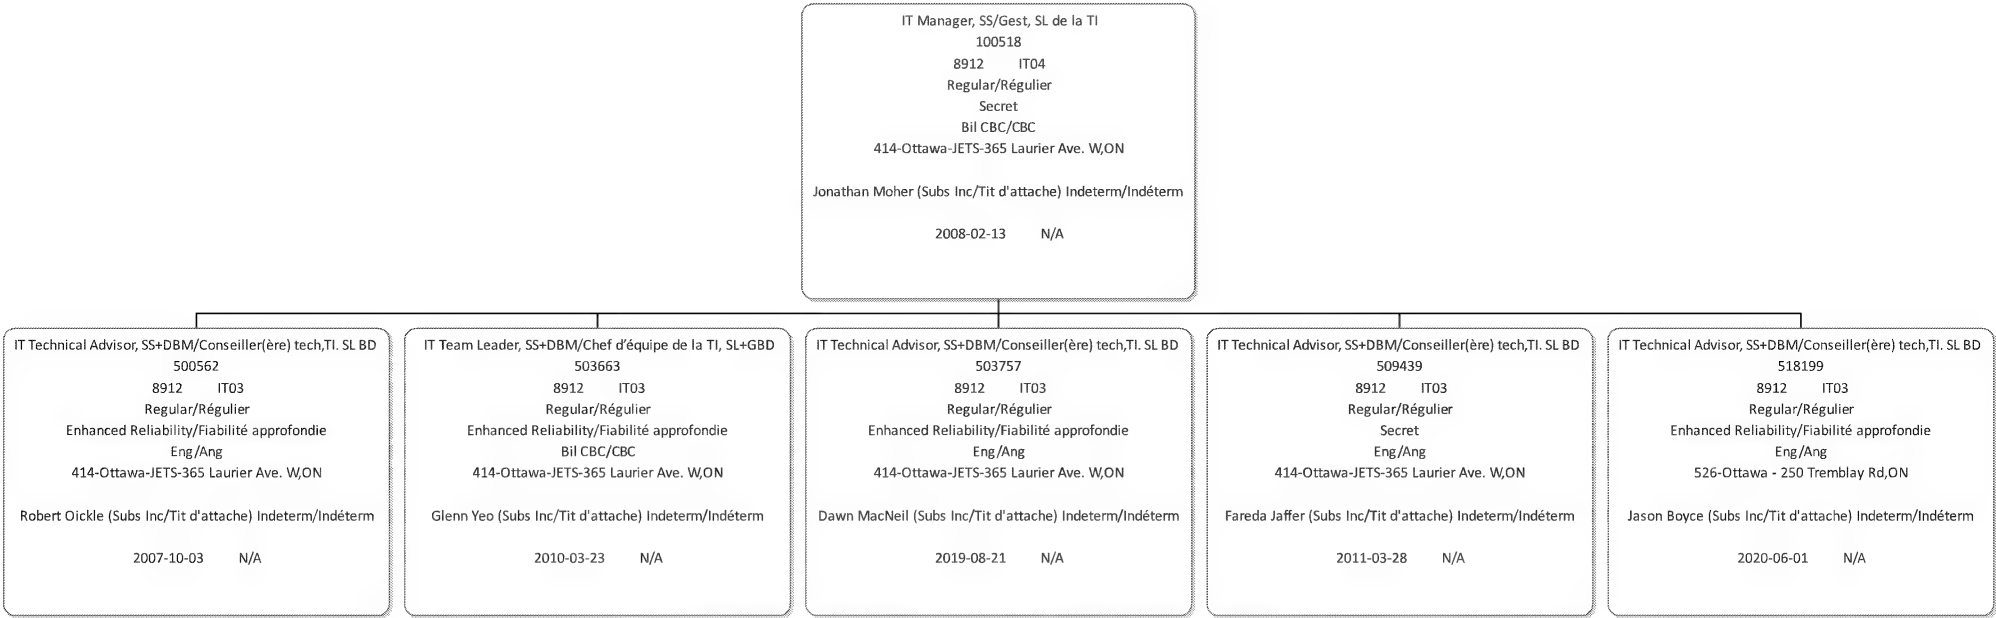 IT Manager, SS/Gest, SL de la TI
100518
8912 IT04
Regular/Régulier
Secret
Bil CBC/CBC
414-Ottawa-JETS-365 Laurier Ave. W,ON
Jonathan Moher (Subs Inc/Tit d'attache) Indeterm/Indéterm
2008-02-13 N/A
IT Technical Advisor, SS+DBM/Conseiller(ère) tech,TI. SL BD
500562
8912 IT03
Regular/Régulier
Enhanced Reliability/Fiabilité approfondie
Eng/Ang
414-Ottawa-JETS-365 Laurier Ave. W,ON
Robert Oickle (Subs Inc/Tit d'attache) Indeterm/Indéterm
2007-10-03 N/A
IT Team Leader, SS+DBM/Chef d’équipe de la TI, SL+GBD
503663
8912 IT03
Regular/Régulier
Enhanced Reliability/Fiabilité approfondie
Bil CBC/CBC
414-Ottawa-JETS-365 Laurier Ave. W,ON
Glenn Yeo (Subs Inc/Tit d'attache) Indeterm/Indéterm
2010-03-23 N/A
IT Technical Advisor, SS+DBM/Conseiller(ère) tech,TI. SL BD
503757
8912 IT03
Regular/Régulier
Enhanced Reliability/Fiabilité approfondie
Eng/Ang
414-Ottawa-JETS-365 Laurier Ave. W,ON
Dawn MacNeil (Subs Inc/Tit d'attache) Indeterm/Indéterm
2019-08-21 N/A
IT Technical Advisor, SS+DBM/Conseiller(ère) tech,TI. SL BD
509439
8912 IT03
Regular/Régulier
Secret
Eng/Ang
414-Ottawa-JETS-365 Laurier Ave. W,ON
Fareda Jaffer (Subs Inc/Tit d'attache) Indeterm/Indéterm
2011-03-28 N/A
IT Technical Advisor, SS+DBM/Conseiller(ère) tech,TI. SL BD
518199
8912 IT03
Regular/Régulier
Enhanced Reliability/Fiabilité approfondie
Eng/Ang
526-Ottawa - 250 Tremblay Rd,ON
Jason Boyce (Subs Inc/Tit d'attache) Indeterm/Indéterm
2020-06-01 N/A